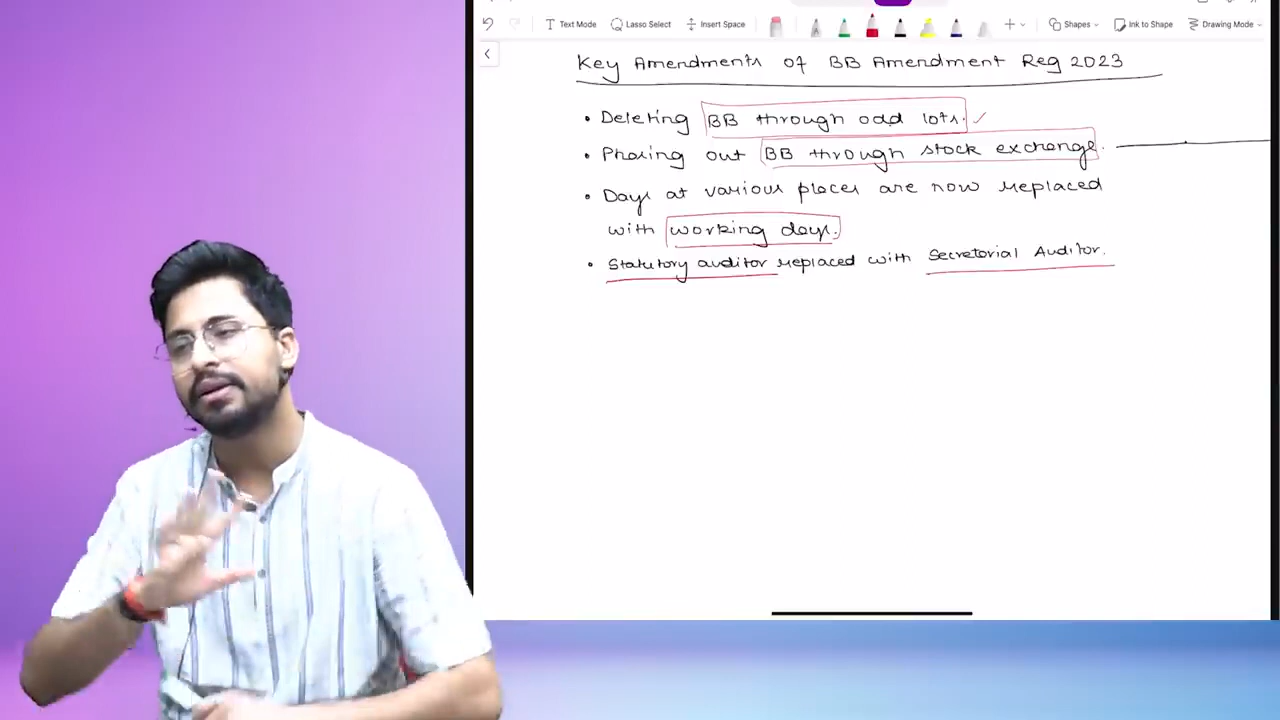 Text Mode Lasso Select Insert Space Shapes Ink to Shape Drawing Mode
Key Amendments of BB Amendment Reg 2023
• Deleting BB through odd lots.
• Phasing out BB through stock exchange.
• Days at various places are now replaced
with working days.
• Statutory auditor replaced with Secretarial Auditor.